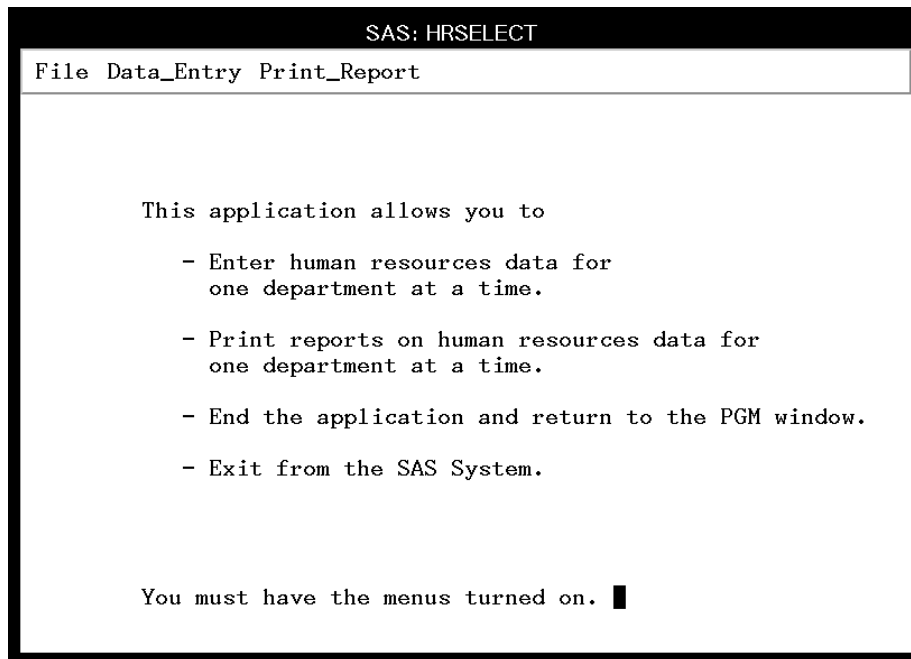 SAS: HRSELECT
File Data_Entry Print_Report
This application allows you to
- Enter human resources data for
one department at a time.
- Print reports on human resources data for
one department at a time.
- End the application and return to the PGM window.
- Exit from the SAS System.
You must have the menus turned on.